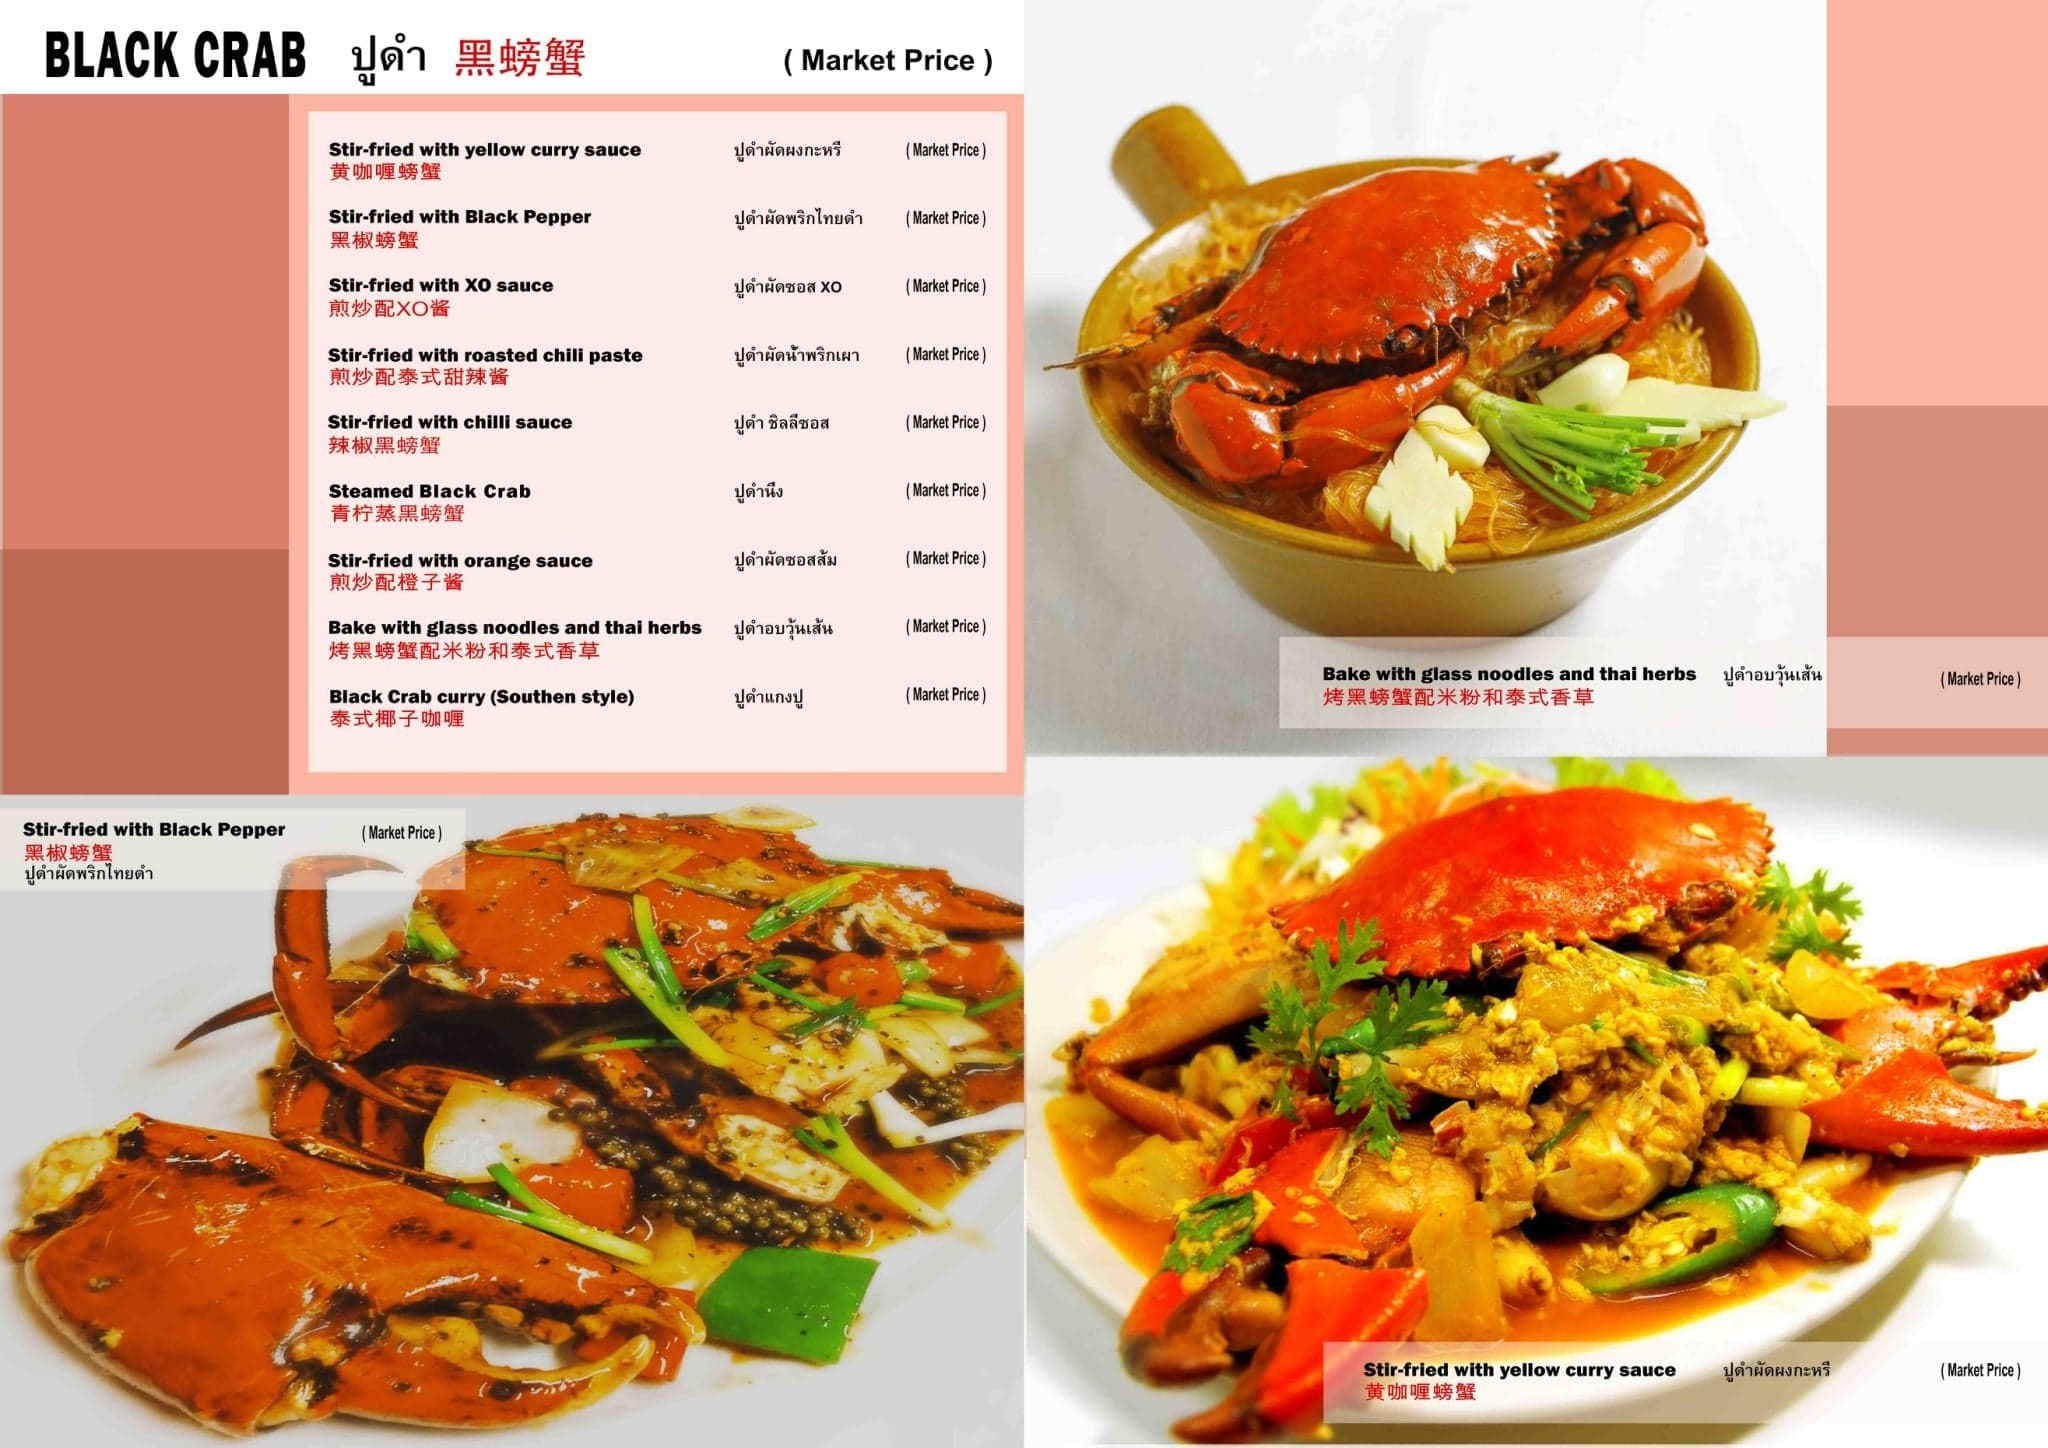 BLACK CRAB ปูดำ 黑螃蟹 ( Market Price )
Stir-fried with yellow curry sauce ปูดำผัดผงกะหรี ( Market Price )
黄咖喱螃蟹
Stir-fried with Black Pepper ปูดำผัดพริกไทยดำ ( Market Price )
黑椒螃蟹
Stir-fried with XO sauce ปูดำผัดซอส XO ( Market Price )
煎炒配XO酱
Stir-fried with roasted chili paste ปูดำผัดน้ำพริกเผา ( Market Price )
煎炒配泰式甜辣酱
Stir-fried with chilli sauce ปูดำ ชิลลีซอส ( Market Price )
辣椒黑螃蟹
Steamed Black Crab ปูดำนึง ( Market Price )
青柠蒸黑螃蟹
Stir-fried with orange sauce ปูดำผัดซอสส้ม ( Market Price )
煎炒配橙子酱
Bake with glass noodles and thai herbs ปูดำอบวุ้นเส้น ( Market Price )
烤黑螃蟹配米粉和泰式香草
Black Crab curry (Southen style) ปูดำแกงปู ( Market Price )
泰式椰子咖喱
Bake with glass noodles and thai herbs ปูดำอบวุ้นเส้น ( Market Price )
烤黑螃蟹配米粉和泰式香草
Stir-fried with Black Pepper ( Market Price )
黑椒螃蟹
ปูดำผัดพริกไทยดำ
Stir-fried with yellow curry sauce ปูดำผัดผงกะหรี ( Market Price )
黄咖喱螃蟹